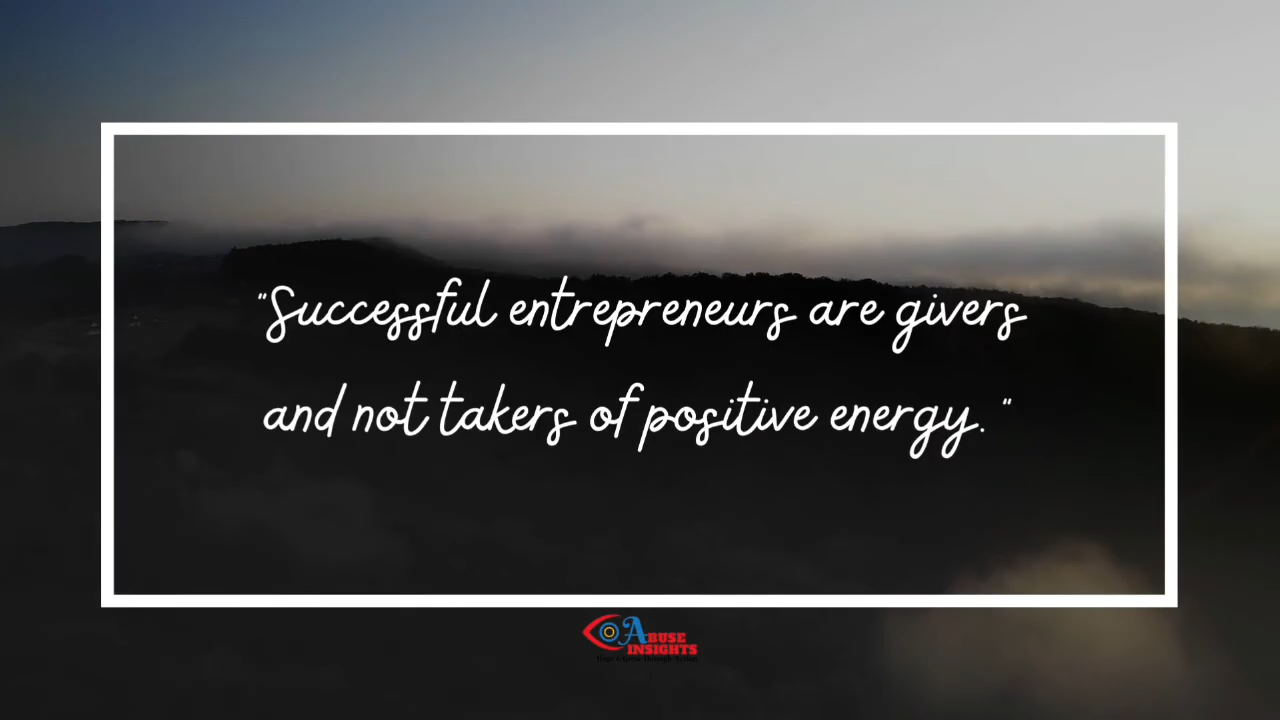 "Successful entrepreneurs are givers
and not takers of positive energy. "
ABUSE
INSIGHTS